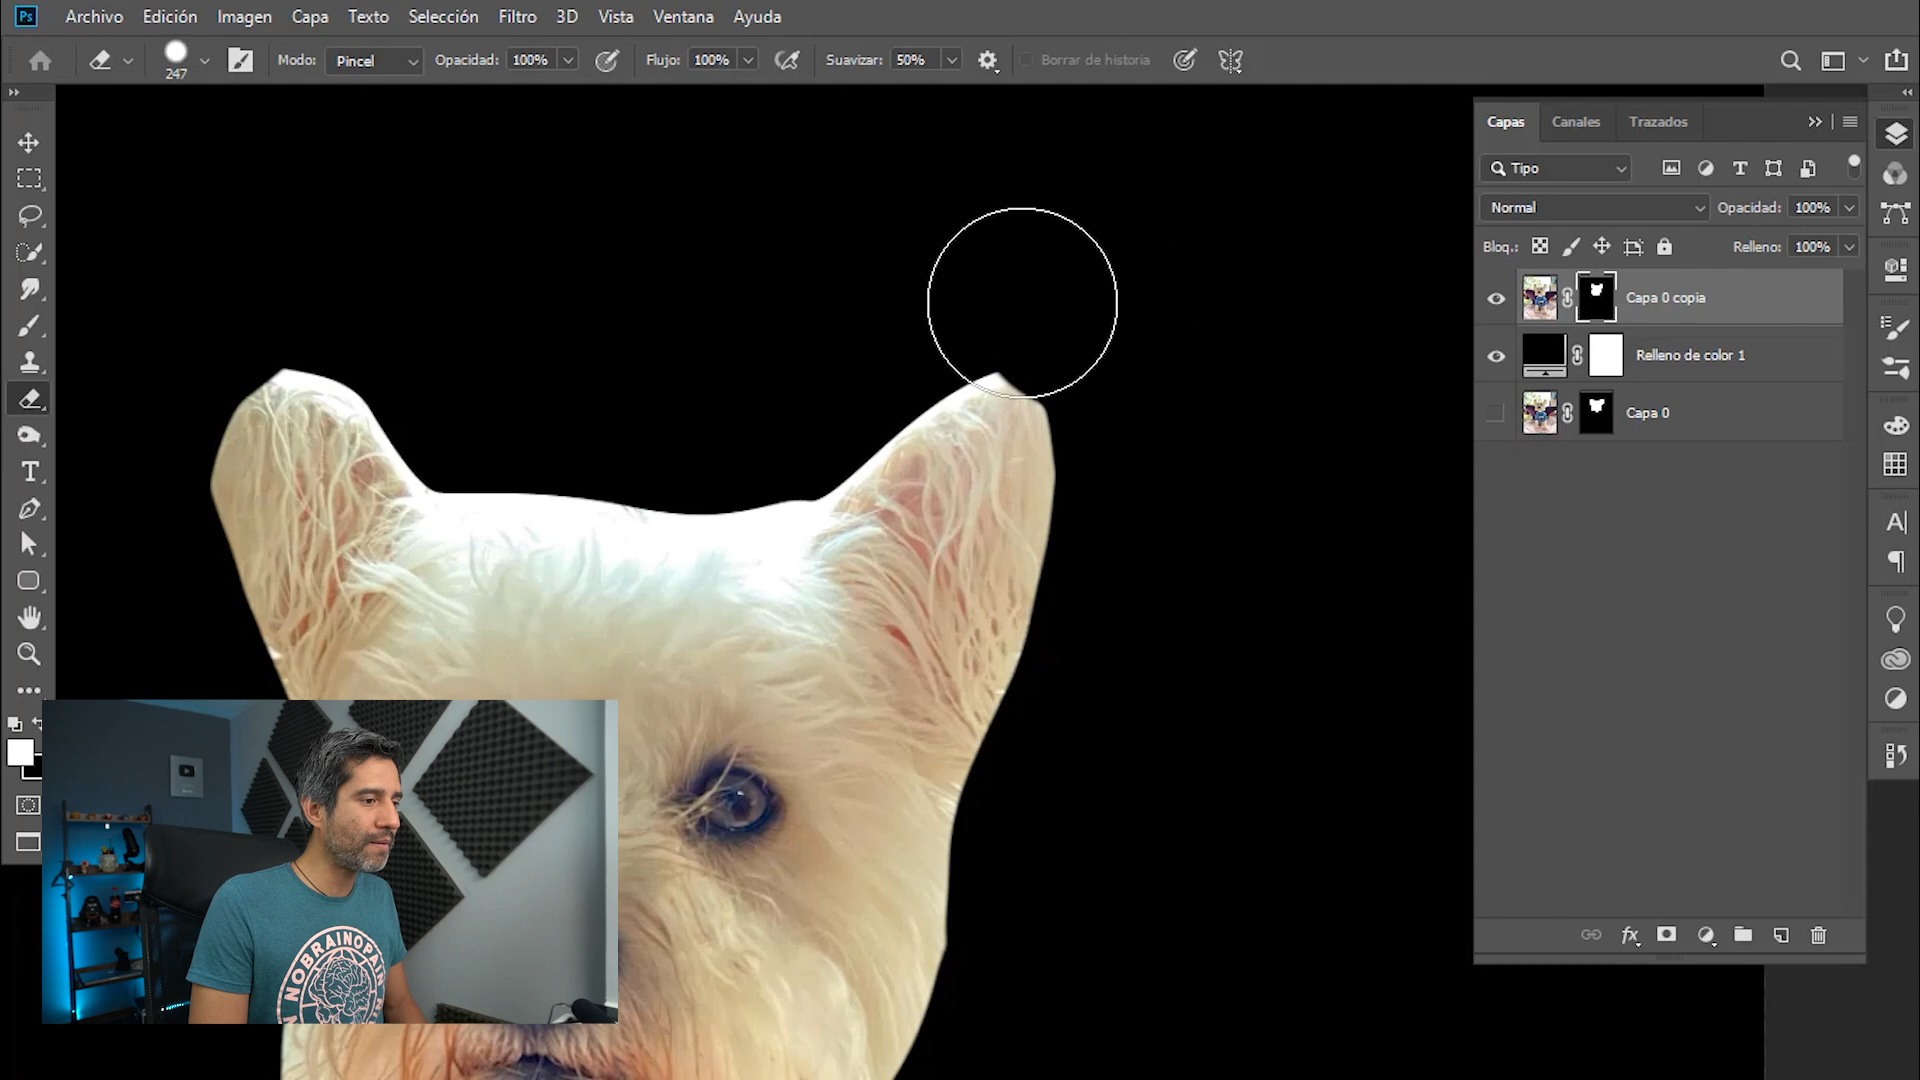 Ps Archivo Edición Imagen Capa Texto Selección Filtro 3D Vista Ventana Ayuda
247 Modo: Pincel Opacidad: 100% Flujo: 100% Suavizar: 50% Borrar de historia
Capas Canales Trazados
Tipo
Normal Opacidad: 100%
Bloq.: Relleno: 100%
Capa 0 copia
Relleno de color 1
Capa 0
fx
NOBRAINOPAIN